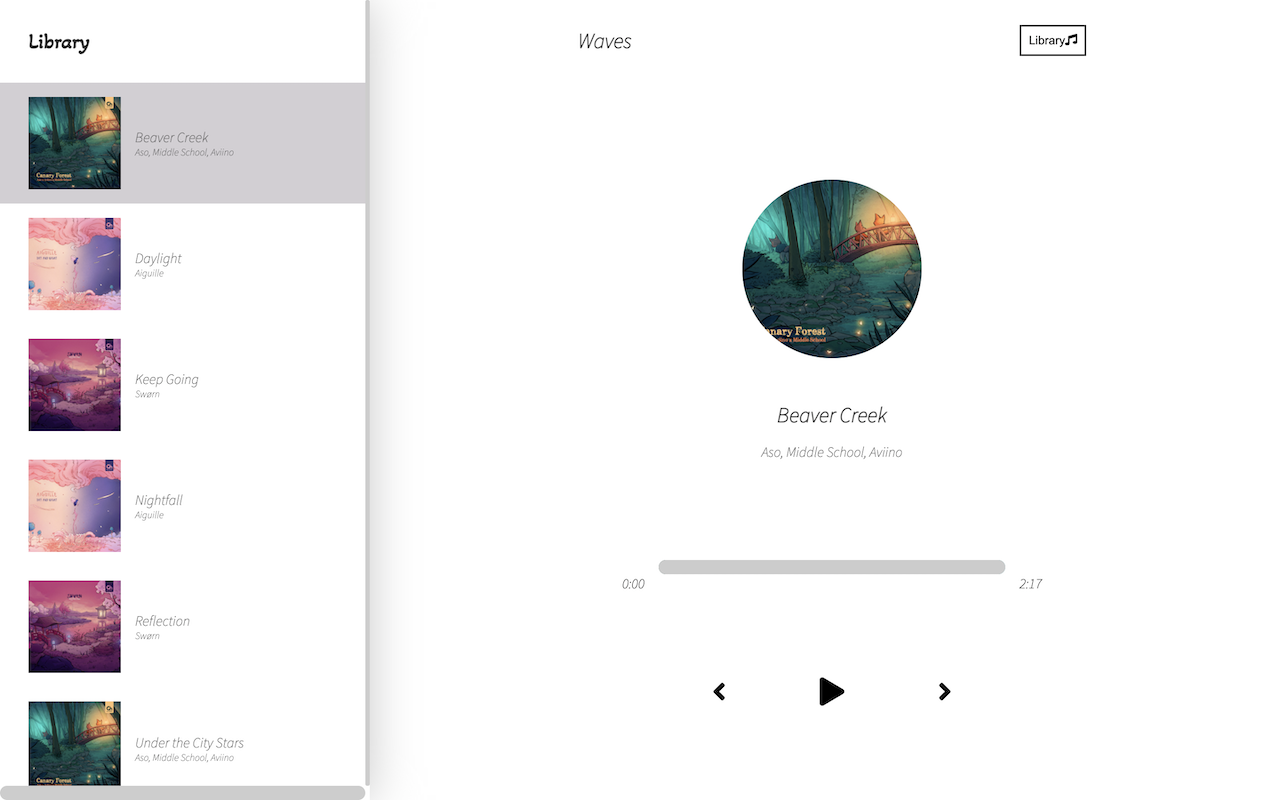 Library
Canary Forest
Beaver Creek
Aso, Middle School, Aviino
Daylight
Aiguille
Keep Going
Swørn
Nightfall
Aiguille
Reflection
Swørn
Canary Forest
Under the City Stars
Aso, Middle School, Aviino
Waves
Library
nary Forest
Middle School
Beaver Creek
Aso, Middle School, Aviino
0:00
2:17